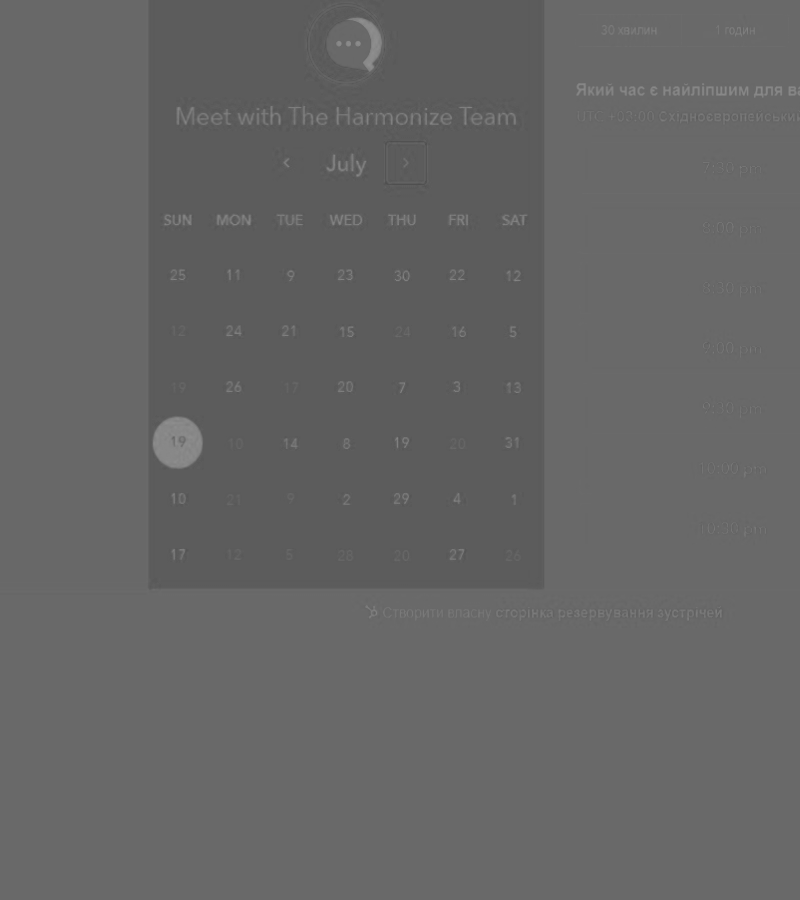 Meet with The Harmonize Team
July
SUN MON TUE WED THU FRI SAT
25 11 9 23 30 22 12
12 24 21 15 24 16 5
19 26 17 20 7 3 13
19 10 14 8 19 20 31
10 21 9 2 29 4 1
17 12 5 28 20 27 26
30 хвилин 1 годин
Який час є найліпшим для ва
UTC +03:00 Східноєвропейський
7:30 pm
8:00 pm
8:30 pm
9:00 pm
9:30 pm
10:00 pm
10:30 pm
Створити власну сторінка резервування зустрічей